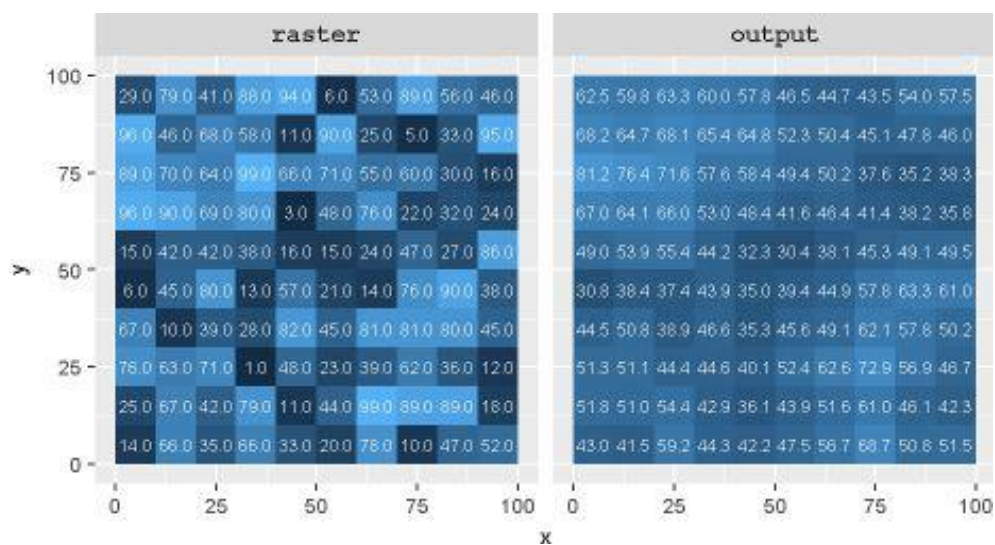 raster output
100
29.0 79.0 41.0 88.0 94.0 6.0 53.0 89.0 56.0 46.0 62.5 59.8 63.3 60.0 57.8 46.5 44.7 43.5 54.0 57.5
96.0 46.0 68.0 58.0 11.0 90.0 25.0 5.0 33.0 95.0 68.2 64.7 68.1 65.4 64.8 52.3 50.4 45.1 47.8 46.0
75
89.0 70.0 64.0 99.0 66.0 71.0 55.0 60.0 30.0 16.0 81.2 76.4 71.6 57.6 58.4 49.4 50.2 37.6 35.2 38.3
96.0 90.0 69.0 80.0 3.0 48.0 76.0 22.0 32.0 24.0 67.0 64.1 66.0 53.0 48.4 41.6 46.4 41.4 38.2 35.8
y
15.0 42.0 42.0 38.0 16.0 15.0 24.0 47.0 27.0 86.0 49.0 53.9 55.4 44.2 32.3 30.4 38.1 45.3 49.1 49.5
50
6.0 45.0 80.0 13.0 57.0 21.0 14.0 76.0 90.0 38.0 30.8 38.4 37.4 43.9 35.0 39.4 44.9 57.8 63.3 61.0
67.0 10.0 39.0 28.0 82.0 45.0 81.0 81.0 80.0 45.0 44.5 50.8 38.9 46.6 35.3 45.6 49.1 62.1 57.8 50.2
25
76.0 63.0 71.0 1.0 48.0 23.0 39.0 62.0 36.0 12.0 51.3 51.1 44.4 44.6 40.1 52.4 62.6 72.9 56.9 46.7
25.0 67.0 42.0 79.0 11.0 44.0 99.0 89.0 89.0 18.0 51.8 51.0 54.4 42.9 36.1 43.9 51.6 61.0 46.1 42.3
14.0 66.0 35.0 66.0 33.0 20.0 78.0 10.0 47.0 52.0 43.0 41.5 59.2 44.3 42.2 47.5 56.7 68.7 50.8 51.5
0
0 25 50 75 100 0 25 50 75 100
x